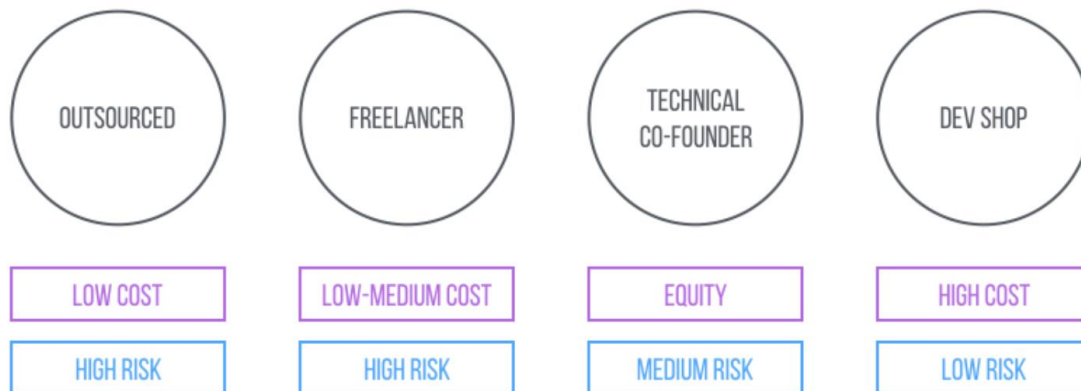 OUTSOURCED
FREELANCER
TECHNICAL
CO-FOUNDER
DEV SHOP
LOW COST
LOW-MEDIUM COST
EQUITY
HIGH COST
HIGH RISK
HIGH RISK
MEDIUM RISK
LOW RISK